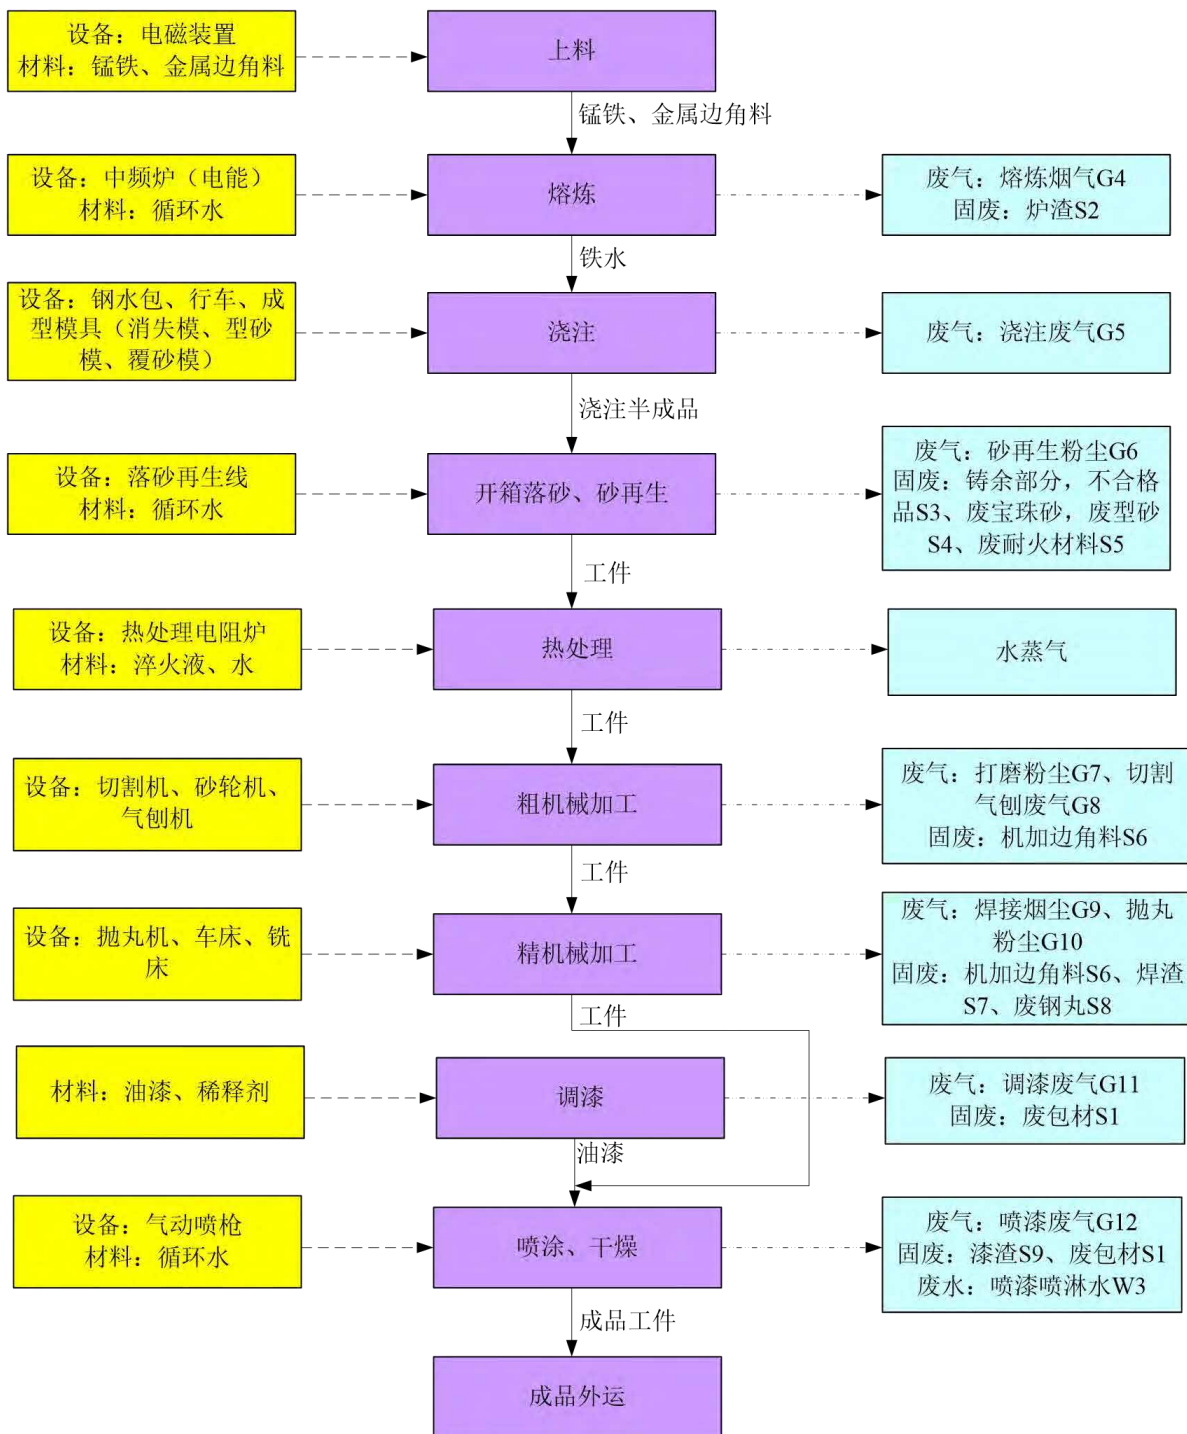 设备：电磁装置
材料：锰铁、金属边角料
上料
锰铁、金属边角料
设备：中频炉（电能）
材料：循环水
熔炼
废气：熔炼烟气G4
固废：炉渣S2
铁水
设备：钢水包、行车、成
型模具（消失模、型砂
模、覆砂模）
浇注
废气：浇注废气G5
浇注半成品
设备：落砂再生线
材料：循环水
开箱落砂、砂再生
废气：砂再生粉尘G6
固废：铸余部分，不合格
品S3、废宝珠砂，废型砂
S4、废耐火材料S5
工件
设备：热处理电阻炉
材料：淬火液、水
热处理
水蒸气
工件
设备：切割机、砂轮机、
气刨机
粗机械加工
废气：打磨粉尘G7、切割
气刨废气G8
固废：机加边角料S6
工件
设备：抛丸机、车床、铣
床
精机械加工
废气：焊接烟尘G9、抛丸
粉尘G10
固废：机加边角料S6、焊渣
S7、废钢丸S8
工件
材料：油漆、稀释剂
调漆
废气：调漆废气G11
固废：废包材S1
油漆
设备：气动喷枪
材料：循环水
喷涂、干燥
废气：喷漆废气G12
固废：漆渣S9、废包材S1
废水：喷漆喷淋水W3
成品工件
成品外运